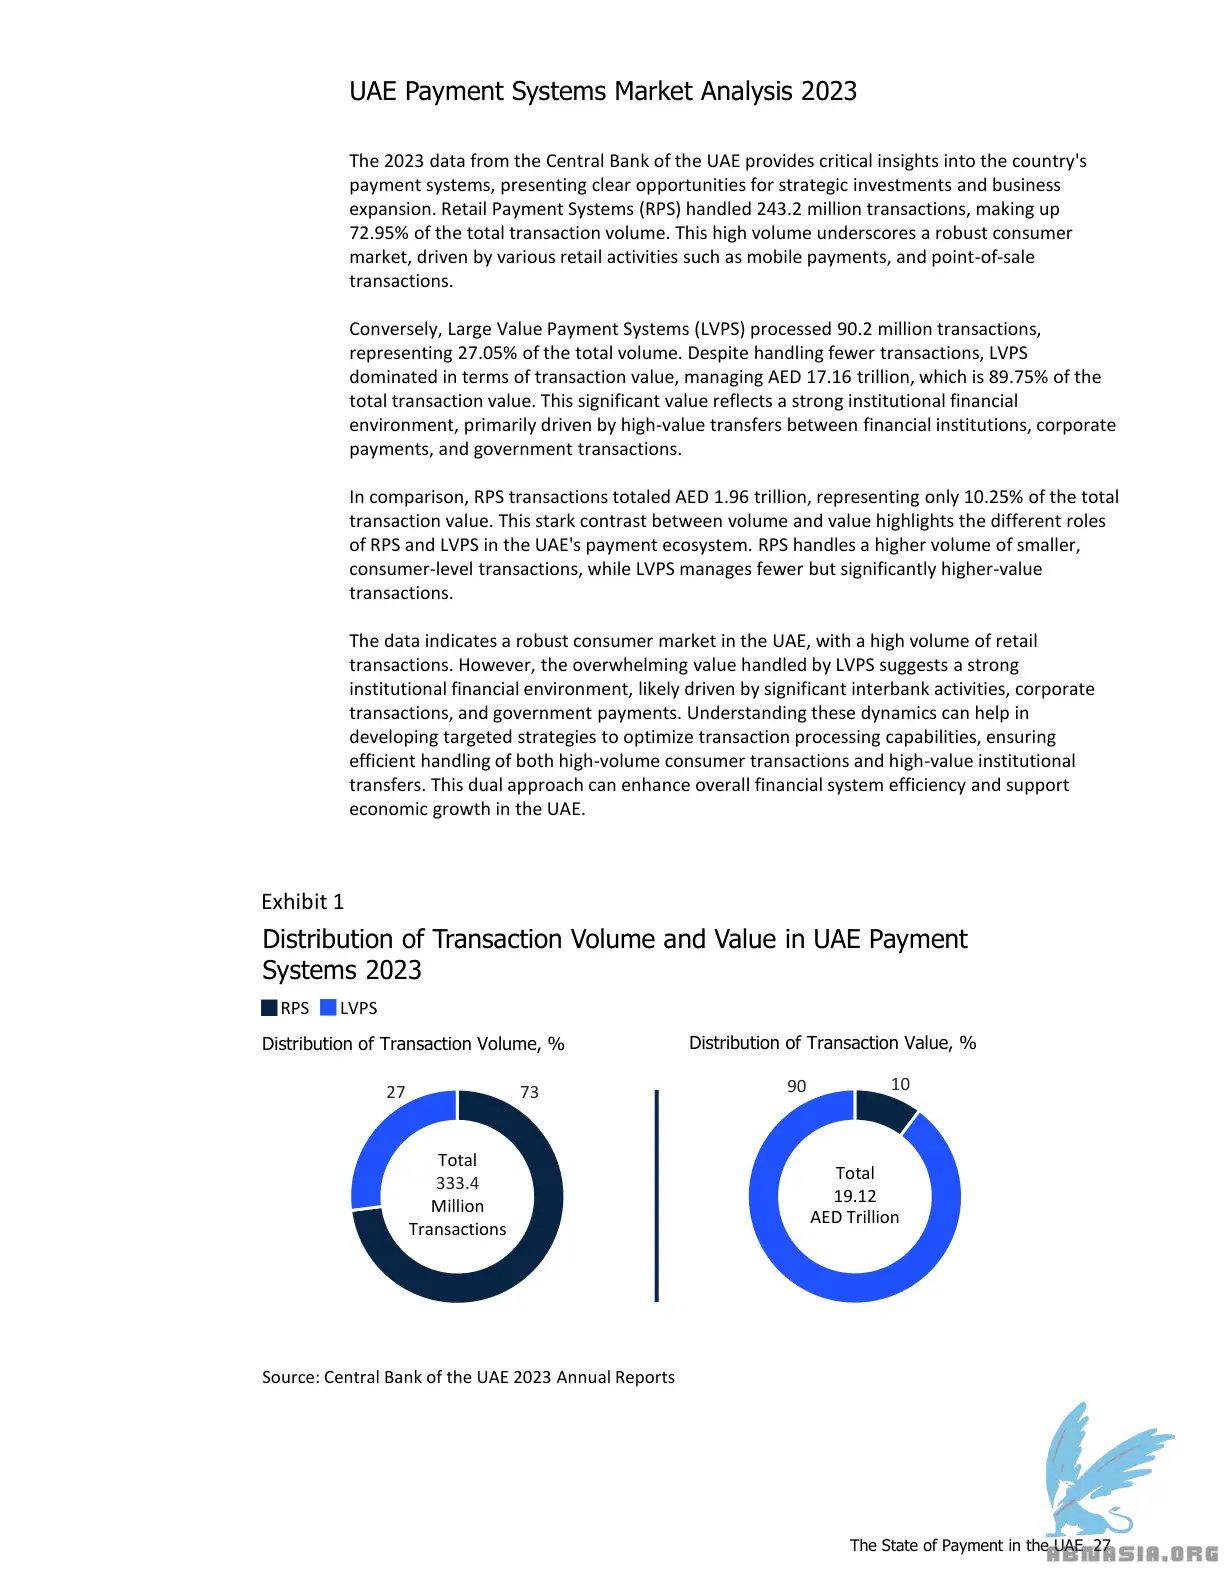 UAE Payment Systems Market Analysis 2023
The 2023 data from the Central Bank of the UAE provides critical insights into the country's
payment systems, presenting clear opportunities for strategic investments and business
expansion. Retail Payment Systems (RPS) handled 243.2 million transactions, making up
72.95% of the total transaction volume. This high volume underscores a robust consumer
market, driven by various retail activities such as mobile payments, and point-of-sale
transactions.
Conversely, Large Value Payment Systems (LVPS) processed 90.2 million transactions,
representing 27.05% of the total volume. Despite handling fewer transactions, LVPS
dominated in terms of transaction value, managing AED 17.16 trillion, which is 89.75% of the
total transaction value. This significant value reflects a strong institutional financial
environment, primarily driven by high-value transfers between financial institutions, corporate
payments, and government transactions.
In comparison, RPS transactions totaled AED 1.96 trillion, representing only 10.25% of the total
transaction value. This stark contrast between volume and value highlights the different roles
of RPS and LVPS in the UAE's payment ecosystem. RPS handles a higher volume of smaller,
consumer-level transactions, while LVPS manages fewer but significantly higher-value
transactions.
The data indicates a robust consumer market in the UAE, with a high volume of retail
transactions. However, the overwhelming value handled by LVPS suggests a strong
institutional financial environment, likely driven by significant interbank activities, corporate
transactions, and government payments. Understanding these dynamics can help in
developing targeted strategies to optimize transaction processing capabilities, ensuring
efficient handling of both high-volume consumer transactions and high-value institutional
transfers. This dual approach can enhance overall financial system efficiency and support
economic growth in the UAE.
Exhibit 1
Distribution of Transaction Volume and Value in UAE Payment
Systems 2023
RPS LVPS
Distribution of Transaction Volume, %
27 73
Total
333.4
Million
Transactions
Distribution of Transaction Value, %
90 10
Total
19.12
AED Trillion
Source: Central Bank of the UAE 2023 Annual Reports
The State of Payment in the UAE 27
ABMASIA.ORG